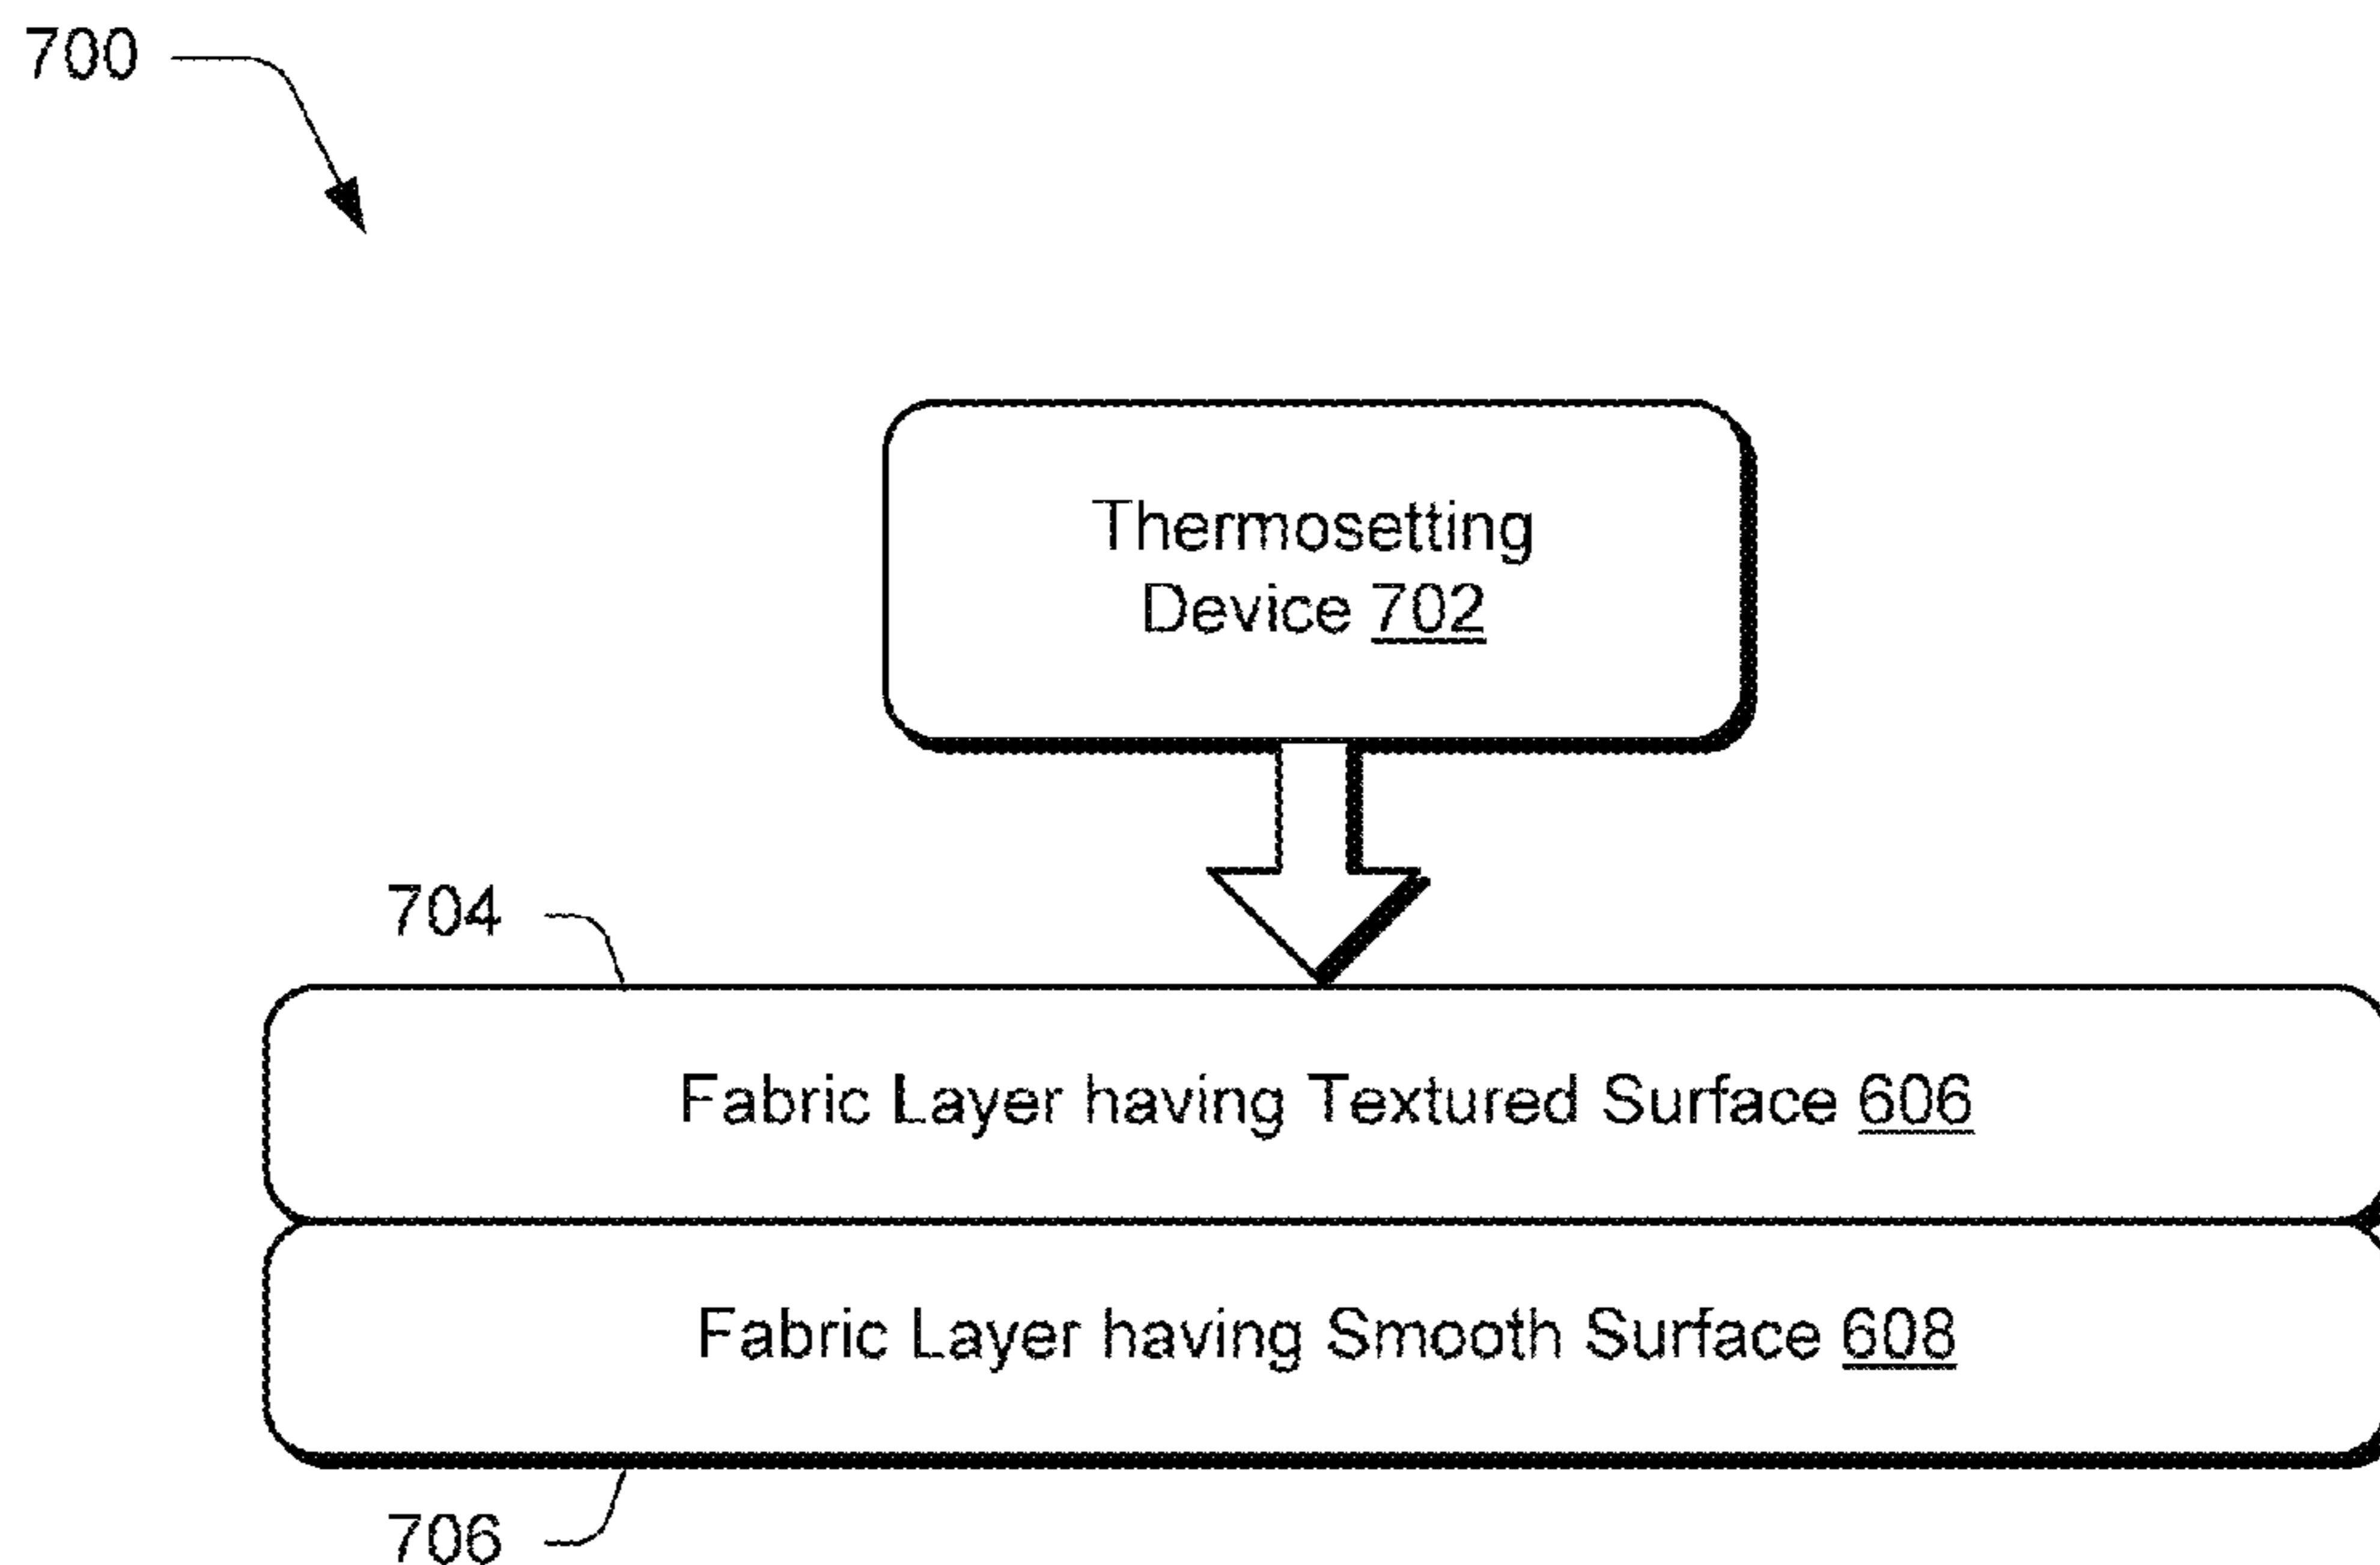 700
Thermosetting
Device 702
704
Fabric Layer having Textured Surface 606
Fabric Layer having Smooth Surface 608
706